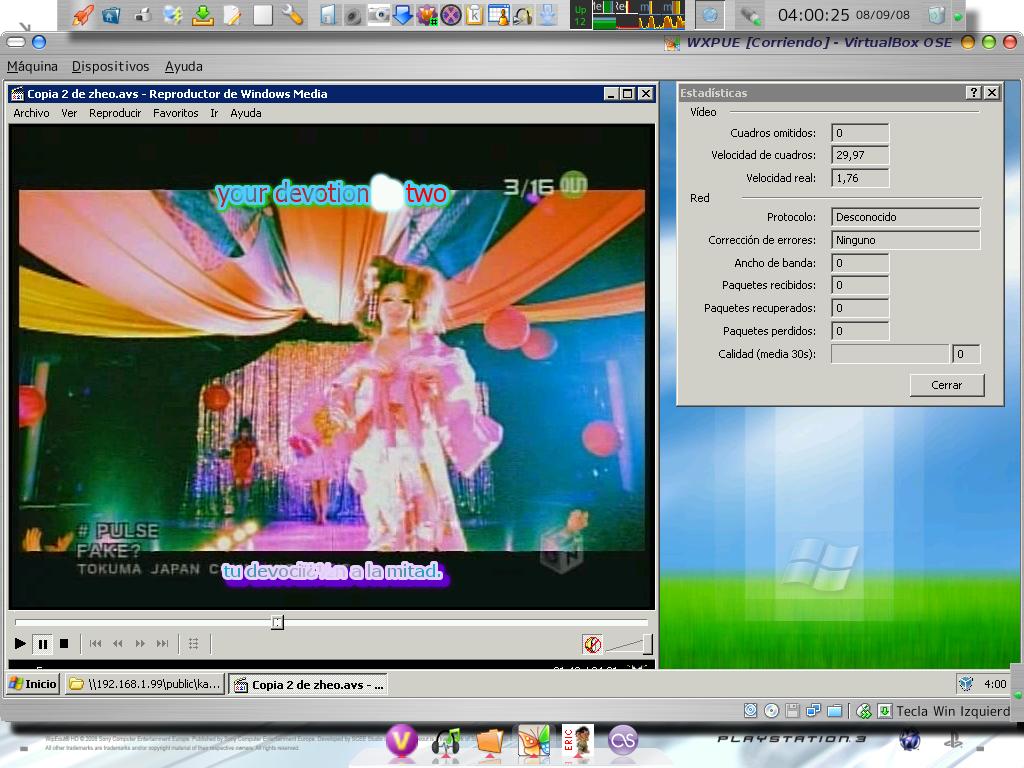 Up
12
04:00:25 08/09/08
WXPUE [Corriendo] - VirtualBox OSE
Máquina Dispositivos Ayuda
Copia 2 de zheo.avs - Reproductor de Windows Media
Archivo Ver Reproducir Favoritos Ir Ayuda
your devotion two
3/15 OUT
# PULSE
FAKE?
TOKUMA JAPAN
tu devoción a la mitad.
Estadísticas
Vídeo
Cuadros omitidos: 0
Velocidad de cuadros: 29,97
Velocidad real: 1,76
Red
Protocolo: Desconocido
Corrección de errores: Ninguno
Ancho de banda: 0
Paquetes recibidos: 0
Paquetes recuperados: 0
Paquetes perdidos: 0
Calidad (media 30s): 0
Cerrar
Inicio
\\192.168.1.99\public\ka...
Copia 2 de zheo.avs - ...
4:00
Tecla Win Izquierd
ERIC
PLAYSTATION 3